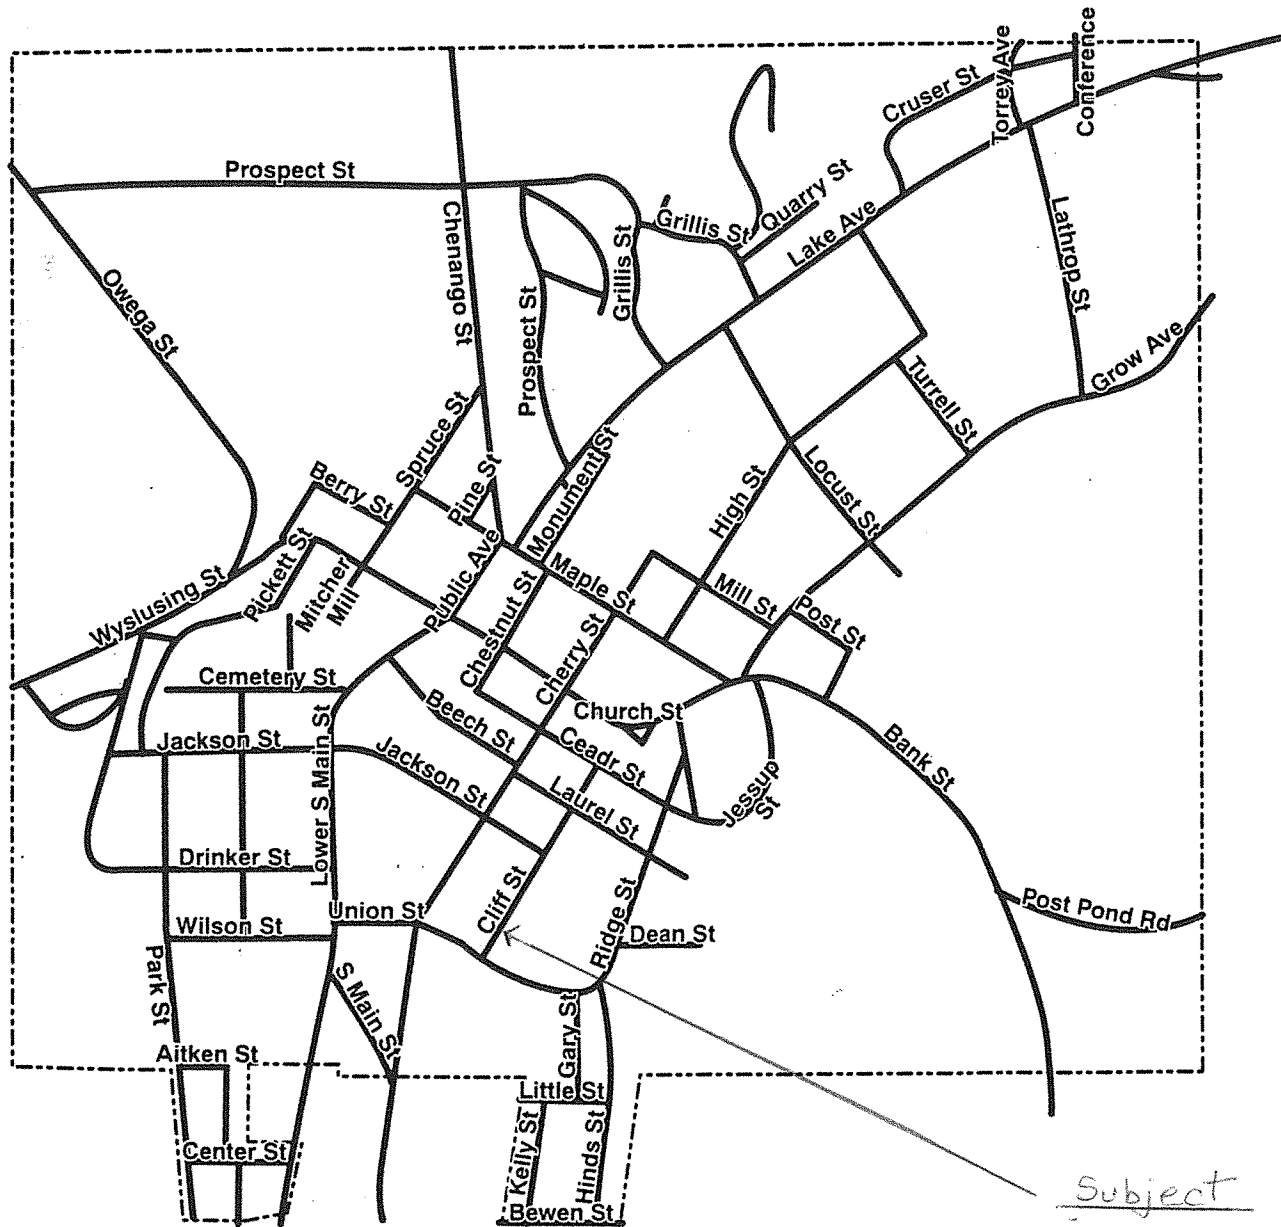 Conference
Torrey Ave
Cruser St
Prospect St
Quarry St
Grillis St
Lake Ave
Lathrop St
Chenango St
Grillis St
Owega St
Prospect St
Grow Ave
Turrell St
Spruce St
Monument St
Locust St
Berry St
Pine St
High St
Pickett St
Mitcher
Mill
Public Ave
Maple St
Chestnut St
Wyslusing St
Mill St
Post St
Cherry St
Cemetery St
Church St
Beech St
Jackson St
Ceadr St
Bank St
Jackson St
Lower S Main St
Laurel St
Jessup
St
Drinker St
Cliff St
Union St
Post Pond Rd
Wilson St
Ridge St
Dean St
Park St
S Main St
Gary St
Aitken St
Little St
Center St
Kelly St
Hinds St
Subject
Bewen St